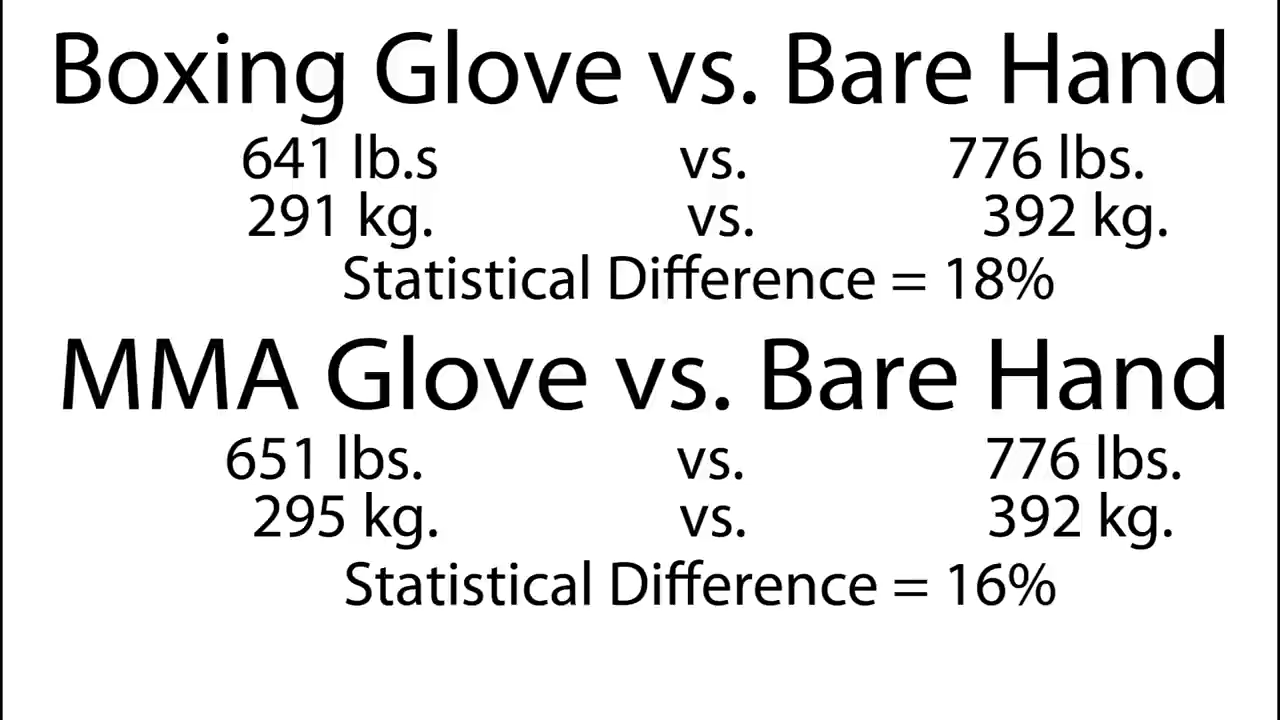 Boxing Glove vs. Bare Hand
641 lb.s vs. 776 lbs.
291 kg. vs. 392 kg.
Statistical Difference = 18%
MMA Glove vs. Bare Hand
651 lbs. vs. 776 lbs.
295 kg. vs. 392 kg.
Statistical Difference = 16%